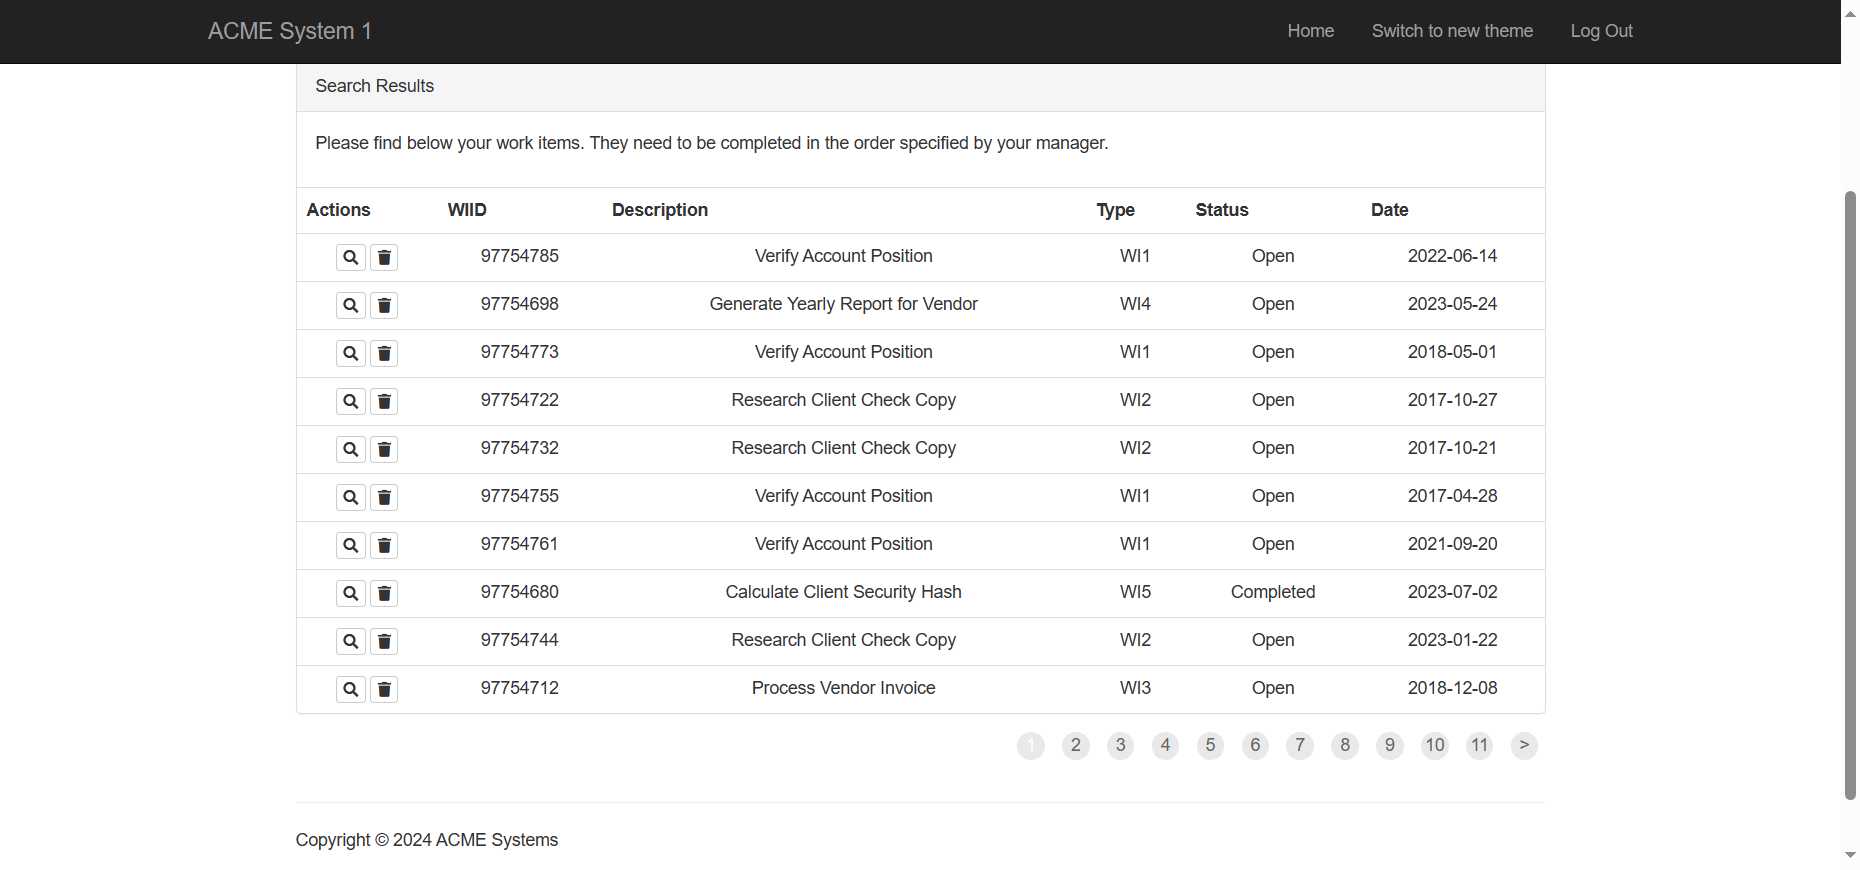 ACME System 1 Home Switch to new theme Log Out
Search Results
Please find below your work items. They need to be completed in the order specified by your manager.
Actions WIID Description Type Status Date
97754785 Verify Account Position WI1 Open 2022-06-14
97754698 Generate Yearly Report for Vendor WI4 Open 2023-05-24
97754773 Verify Account Position WI1 Open 2018-05-01
97754722 Research Client Check Copy WI2 Open 2017-10-27
97754732 Research Client Check Copy WI2 Open 2017-10-21
97754755 Verify Account Position WI1 Open 2017-04-28
97754761 Verify Account Position WI1 Open 2021-09-20
97754680 Calculate Client Security Hash WI5 Completed 2023-07-02
97754744 Research Client Check Copy WI2 Open 2023-01-22
97754712 Process Vendor Invoice WI3 Open 2018-12-08
1 2 3 4 5 6 7 8 9 10 11 >
Copyright © 2024 ACME Systems